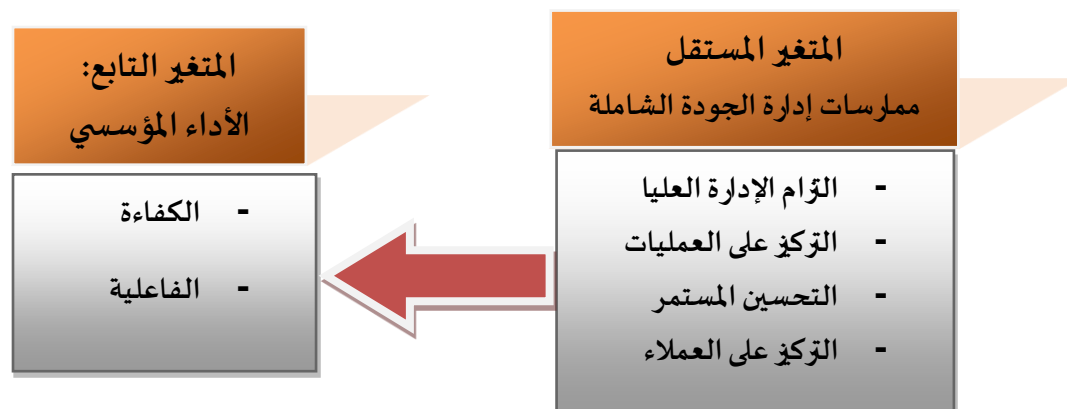 المتغير المستقل
ممارسات إدارة الجودة الشاملة
- التزام الإدارة العليا
- التركيز على العمليات
- التحسين المستمر
- التركيز على العملاء
المتغير التابع:
الأداء المؤسسي
- الكفاءة
- الفاعلية